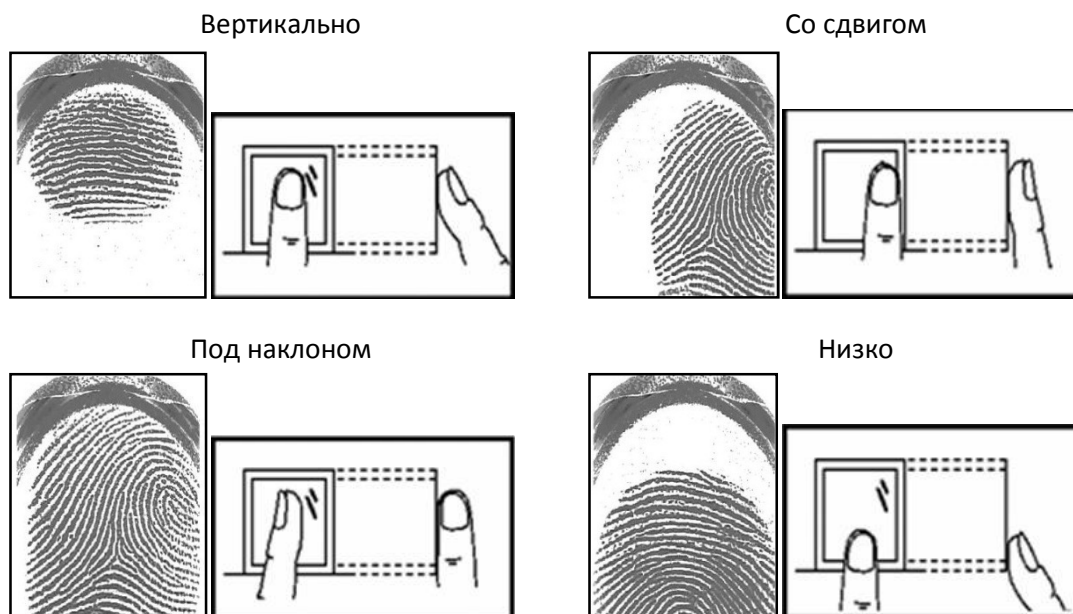 Вертикально
Со сдвигом
Под наклоном
Низко